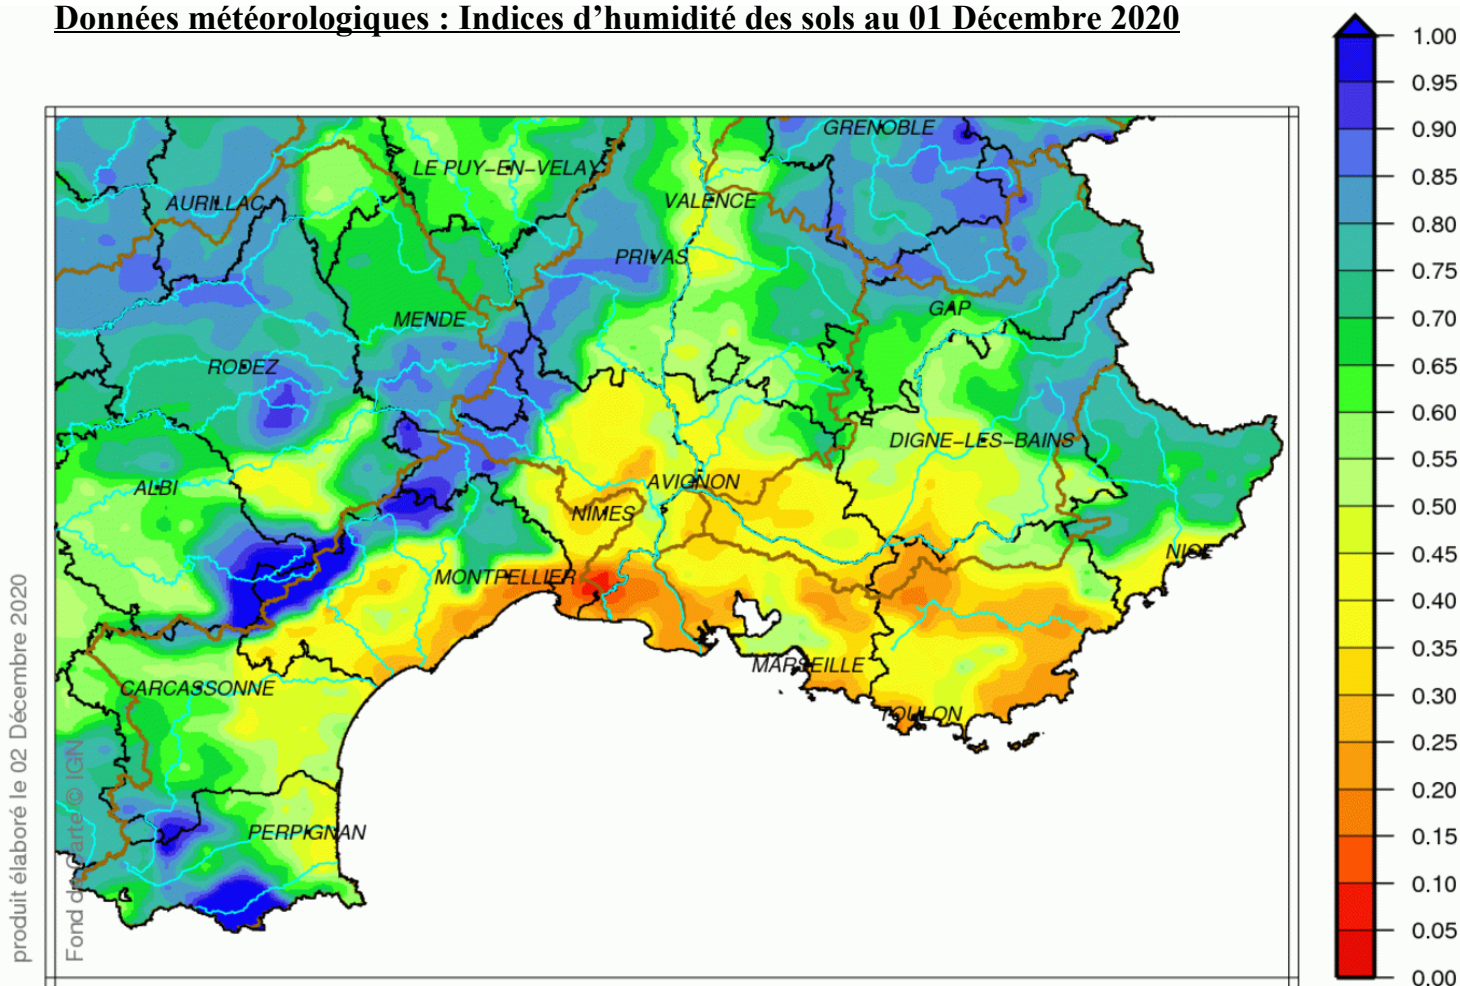 Données météorologiques : Indices d’humidité des sols au 01 Décembre 2020
GRENOBLE
LE PUY-EN-VELAY
AURILLAC
VALENCE
PRIVAS
MENDE
GAP
RODEZ
DIGNE-LES-BAINS
ALBI
AVIGNON
NIMES
NICE
MONTPELLIER
MARSEILLE
CARCASSONNE
TOULON
PERPIGNAN
produit élaboré le 02 Décembre 2020
Fond de Carte © IGN
1.00
0.95
0.90
0.85
0.80
0.75
0.70
0.65
0.60
0.55
0.50
0.45
0.40
0.35
0.30
0.25
0.20
0.15
0.10
0.05
0.00